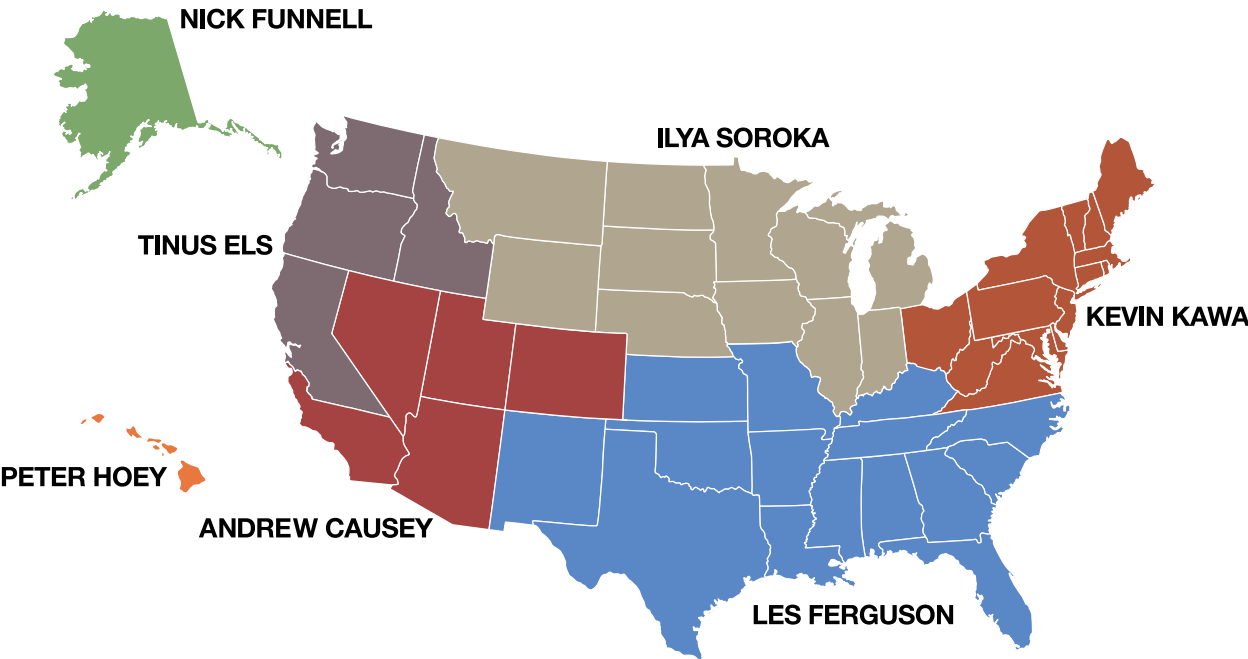 NICK FUNNELL
ILYA SOROKA
TINUS ELS
KEVIN KAWA
PETER HOEY
ANDREW CAUSEY
LES FERGUSON